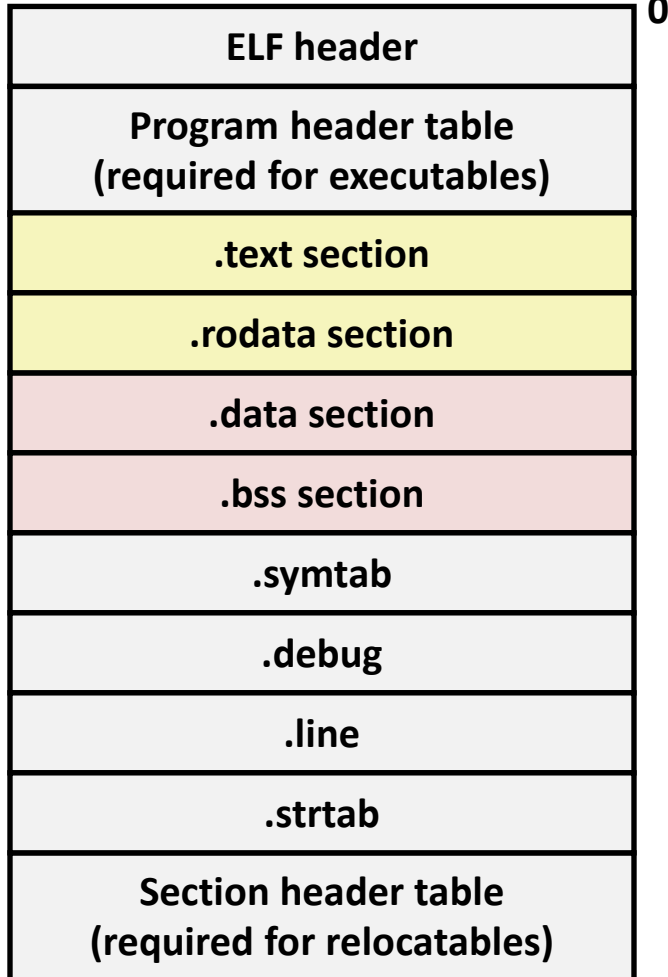 0
ELF header
Program header table
(required for executables)
.text section
.rodata section
.data section
.bss section
.symtab
.debug
.line
.strtab
Section header table
(required for relocatables)